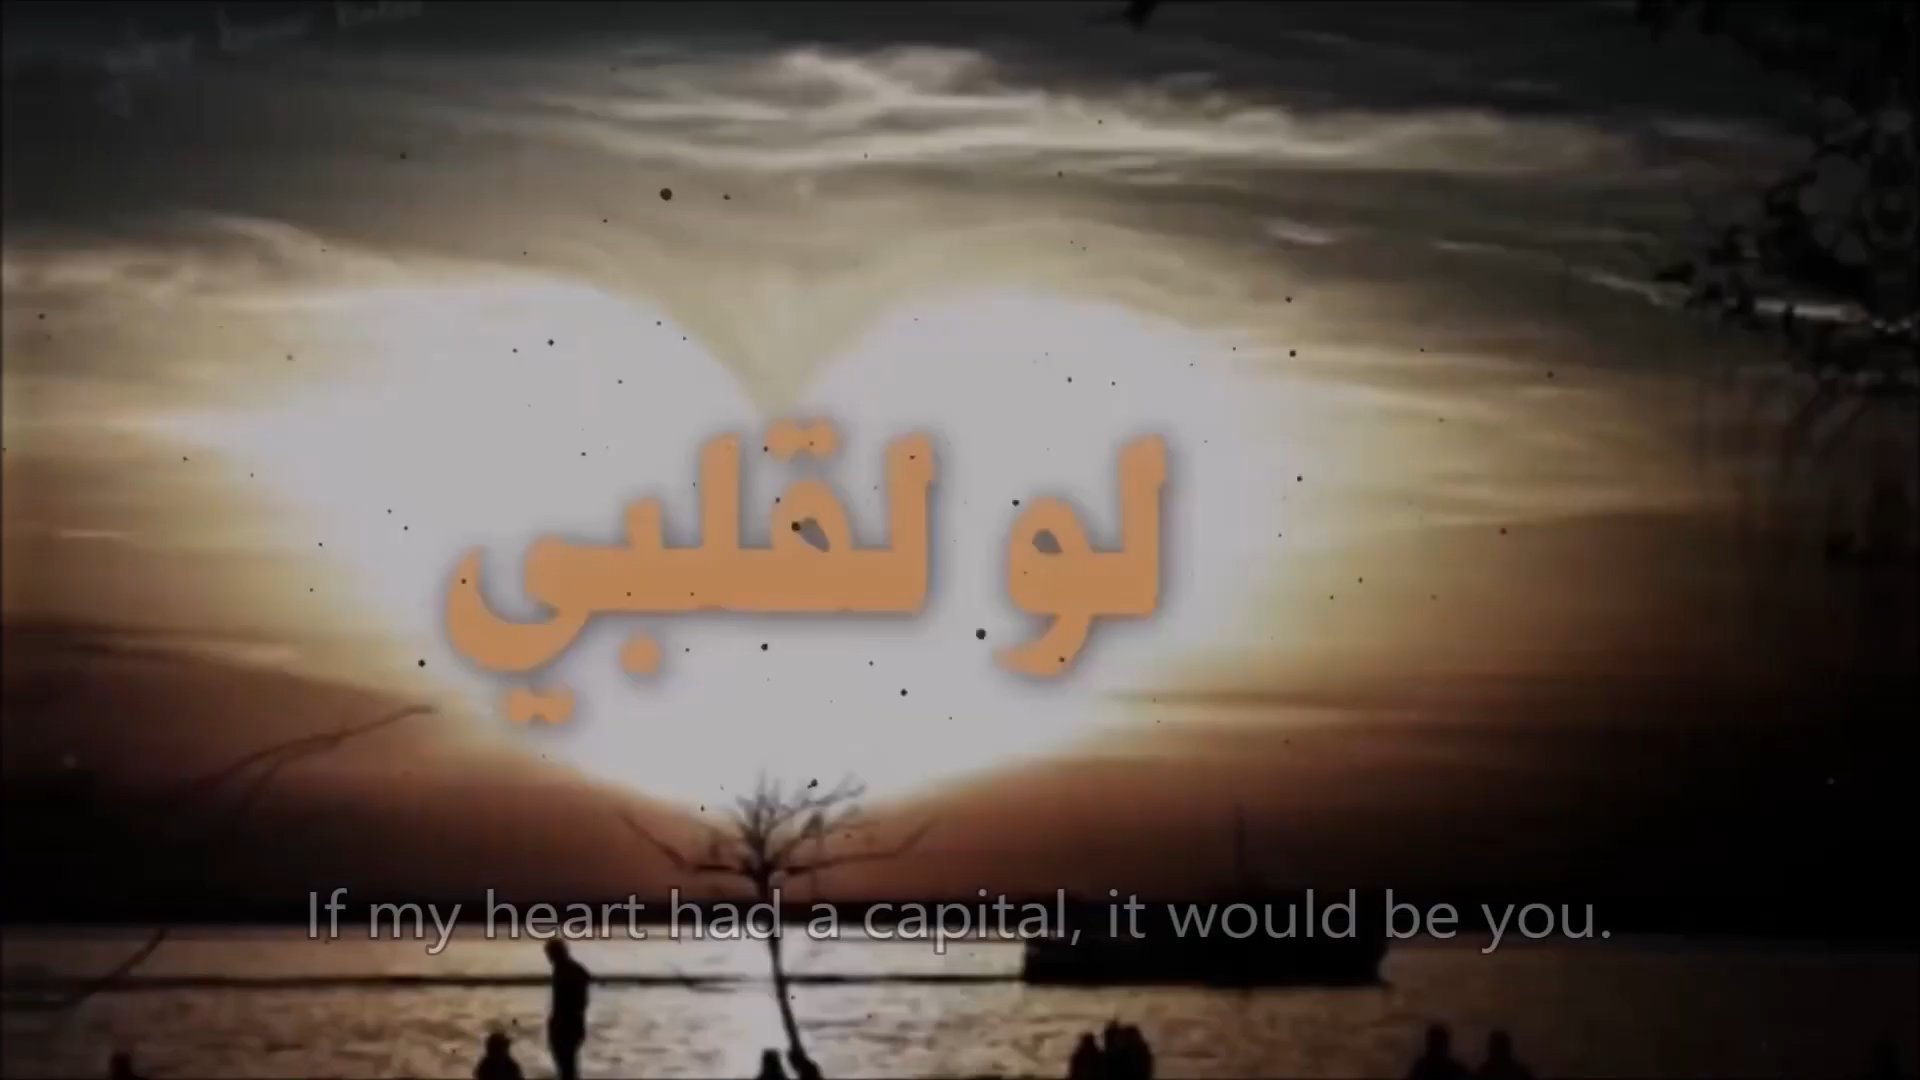 لو لقلبي
If my heart had a capital, it would be you.